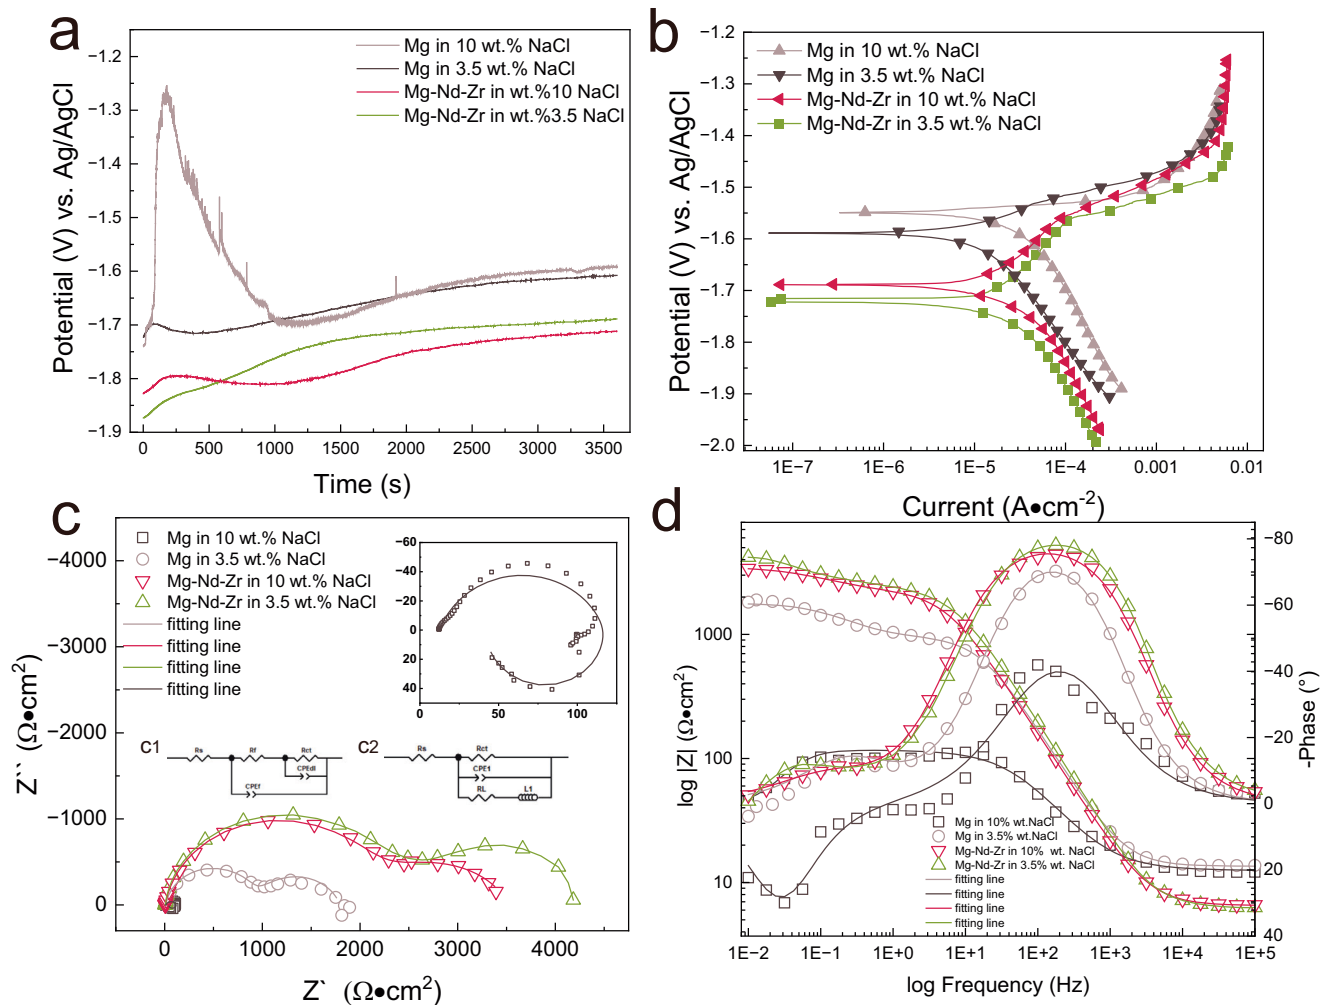 a
−1.2
−1.3
−1.4
−1.5
−1.6
−1.7
−1.8
−1.9
Potential (V) vs. Ag/AgCl
Mg in 10 wt.% NaCl
Mg in 3.5 wt.% NaCl
Mg-Nd-Zr in wt.%10 NaCl
Mg-Nd-Zr in wt.%3.5 NaCl
0 500 1000 1500 2000 2500 3000 3500
Time (s)
b
−1.2
−1.3
−1.4
−1.5
−1.6
−1.7
−1.8
−1.9
−2.0
Potential (V) vs. Ag/AgCl
Mg in 10 wt.% NaCl
Mg in 3.5 wt.% NaCl
Mg-Nd-Zr in 10 wt.% NaCl
Mg-Nd-Zr in 3.5 wt.% NaCl
1E−7 1E−6 1E−5 1E−4 0.001 0.01
Current (A●cm⁻²)
c
−4000
−3000
−2000
−1000
0
Z`` (Ω●cm²)
Mg in 10 wt.% NaCl
Mg in 3.5 wt.% NaCl
Mg-Nd-Zr in 10 wt.% NaCl
Mg-Nd-Zr in 3.5 wt.% NaCl
fitting line
fitting line
fitting line
fitting line
−60
−40
−20
0
20
40
0 50 100
C1
Rs Rf Rct
CPEdl
CPEf
C2
Rs Rct
CPE1
RL L1
0 1000 2000 3000 4000
Z` (Ω●cm²)
d
1000
100
10
log |Z| (Ω●cm²)
−80
−60
−40
−20
0
20
40
-Phase (°)
Mg in 10% wt.NaCl
Mg in 3.5% wt.NaCl
Mg-Nd-Zr in 10% wt. NaCl
Mg-Nd-Zr in 3.5% wt. NaCl
fitting line
fitting line
fitting line
fitting line
1E−2 1E−1 1E+0 1E+1 1E+2 1E+3 1E+4 1E+5
log Frequency (Hz)